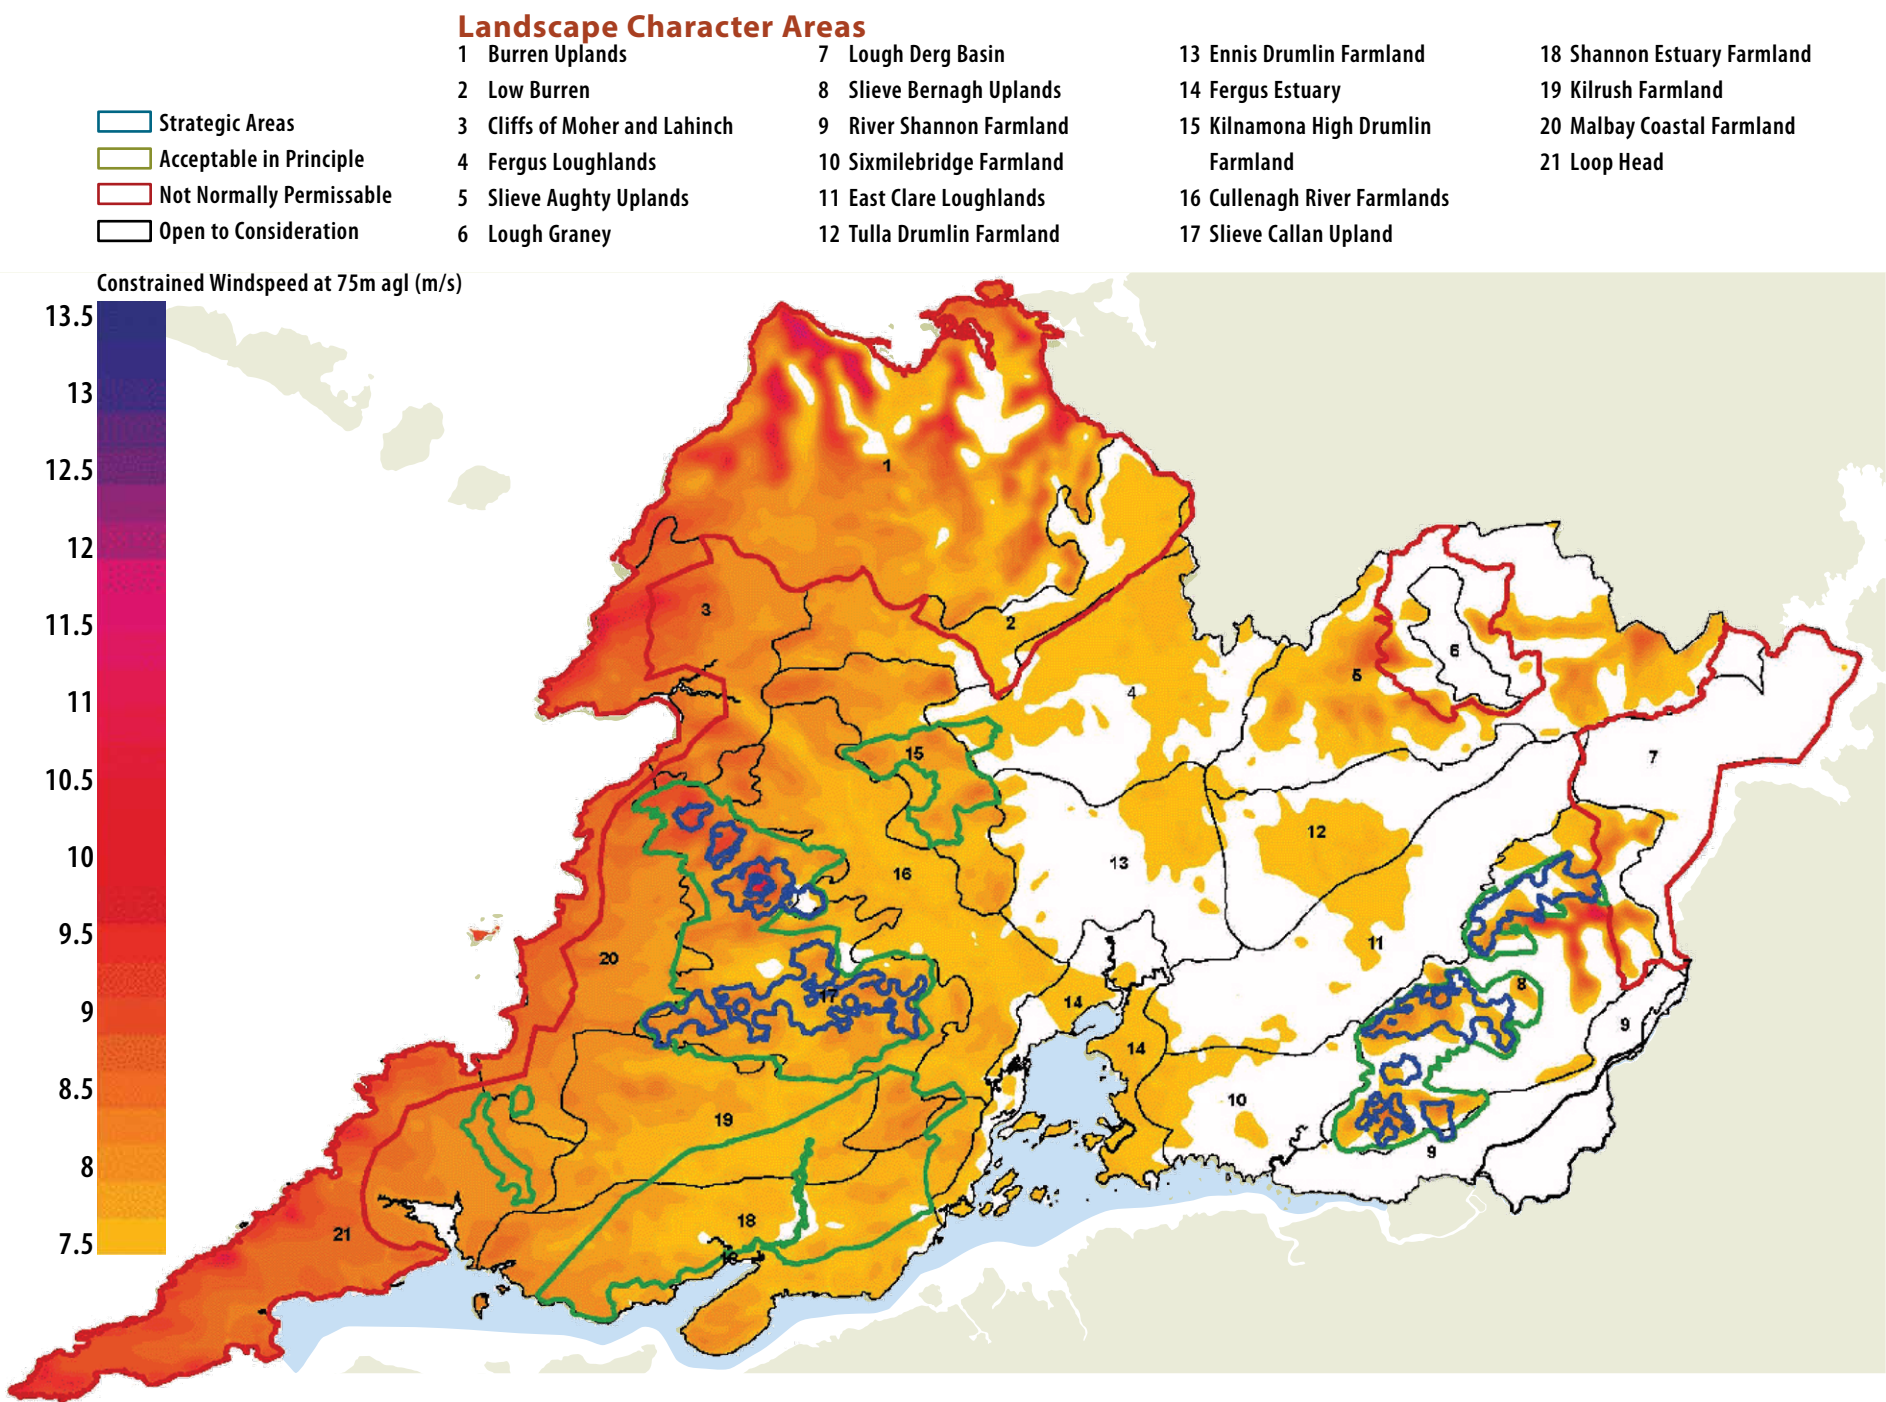 Landscape Character Areas
1 Burren Uplands
2 Low Burren
3 Cliffs of Moher and Lahinch
4 Fergus Loughlands
5 Slieve Aughty Uplands
6 Lough Graney
7 Lough Derg Basin
8 Slieve Bernagh Uplands
9 River Shannon Farmland
10 Sixmilebridge Farmland
11 East Clare Loughlands
12 Tulla Drumlin Farmland
13 Ennis Drumlin Farmland
14 Fergus Estuary
15 Kilnamona High Drumlin
Farmland
16 Cullenagh River Farmlands
17 Slieve Callan Upland
18 Shannon Estuary Farmland
19 Kilrush Farmland
20 Malbay Coastal Farmland
21 Loop Head
Strategic Areas
Acceptable in Principle
Not Normally Permissable
Open to Consideration
Constrained Windspeed at 75m agl (m/s)
13.5
13
12.5
12
11.5
11
10.5
10
9.5
9
8.5
8
7.5
1
3
2
4
5
6
7
15
12
13
16
11
20
17
14
8
9
14
10
19
9
18
21